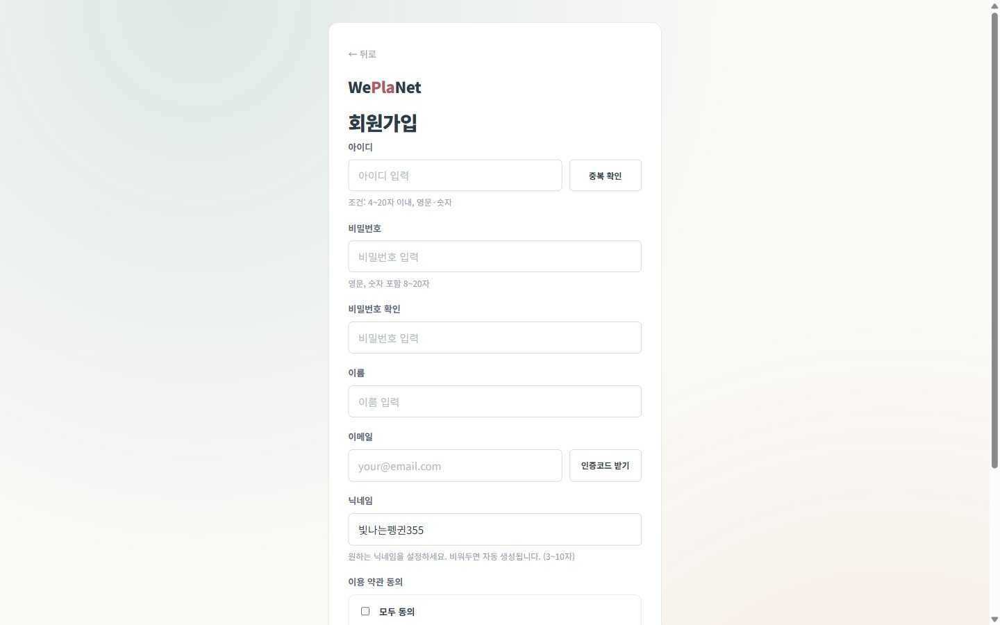 ← 뒤로
WePlaNet
회원가입
아이디
아이디 입력
중복 확인
조건: 4~20자 이내, 영문·숫자
비밀번호
비밀번호 입력
영문, 숫자 포함 8~20자
비밀번호 확인
비밀번호 입력
이름
이름 입력
이메일
your@email.com
인증코드 받기
닉네임
빛나는펭귄355
원하는 닉네임을 설정하세요. 비워두면 자동 생성됩니다. (3~10자)
이용 약관 동의
모두 동의